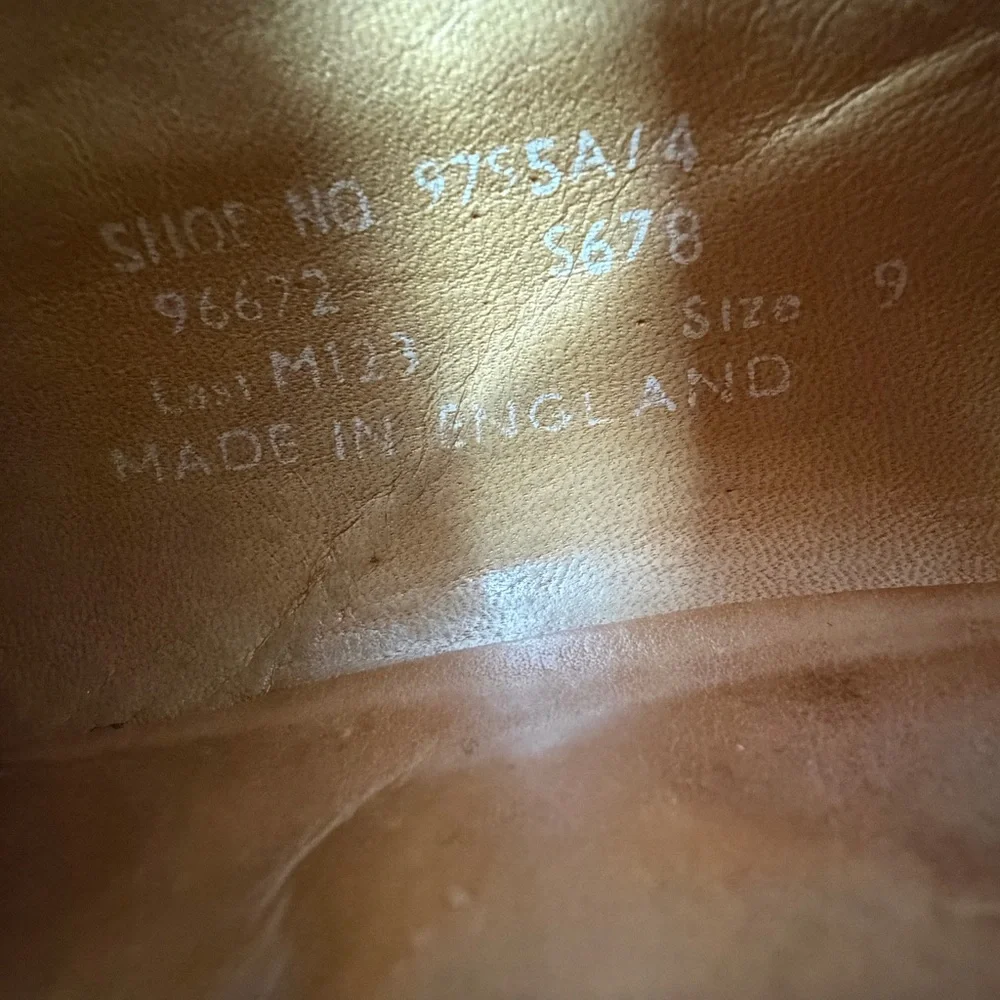 SHOE NO 9755A/4
96672 S678
Last M123 Size 9
MADE IN ENGLAND